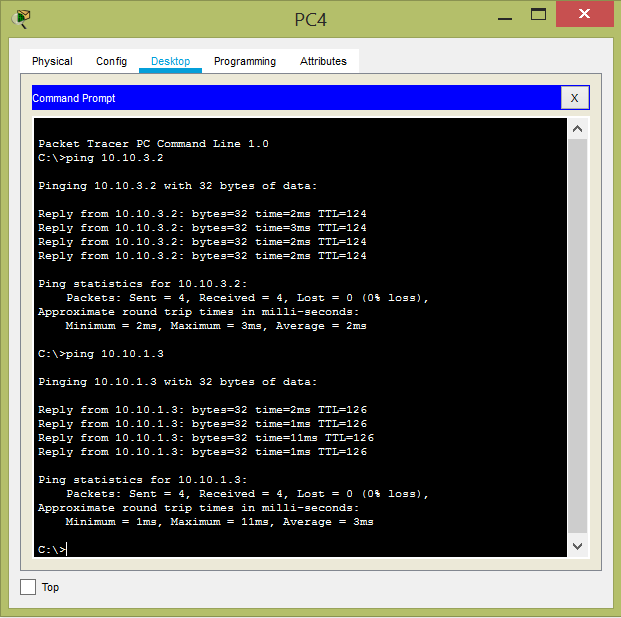 PC4
Physical Config Desktop Programming Attributes
Command Prompt X
Packet Tracer PC Command Line 1.0
C:\>ping 10.10.3.2
Pinging 10.10.3.2 with 32 bytes of data:
Reply from 10.10.3.2: bytes=32 time=2ms TTL=124
Reply from 10.10.3.2: bytes=32 time=3ms TTL=124
Reply from 10.10.3.2: bytes=32 time=2ms TTL=124
Reply from 10.10.3.2: bytes=32 time=2ms TTL=124
Ping statistics for 10.10.3.2:
    Packets: Sent = 4, Received = 4, Lost = 0 (0% loss),
Approximate round trip times in milli-seconds:
    Minimum = 2ms, Maximum = 3ms, Average = 2ms
C:\>ping 10.10.1.3
Pinging 10.10.1.3 with 32 bytes of data:
Reply from 10.10.1.3: bytes=32 time=2ms TTL=126
Reply from 10.10.1.3: bytes=32 time=1ms TTL=126
Reply from 10.10.1.3: bytes=32 time=11ms TTL=126
Reply from 10.10.1.3: bytes=32 time=1ms TTL=126
Ping statistics for 10.10.1.3:
    Packets: Sent = 4, Received = 4, Lost = 0 (0% loss),
Approximate round trip times in milli-seconds:
    Minimum = 1ms, Maximum = 11ms, Average = 3ms
C:\>
Top